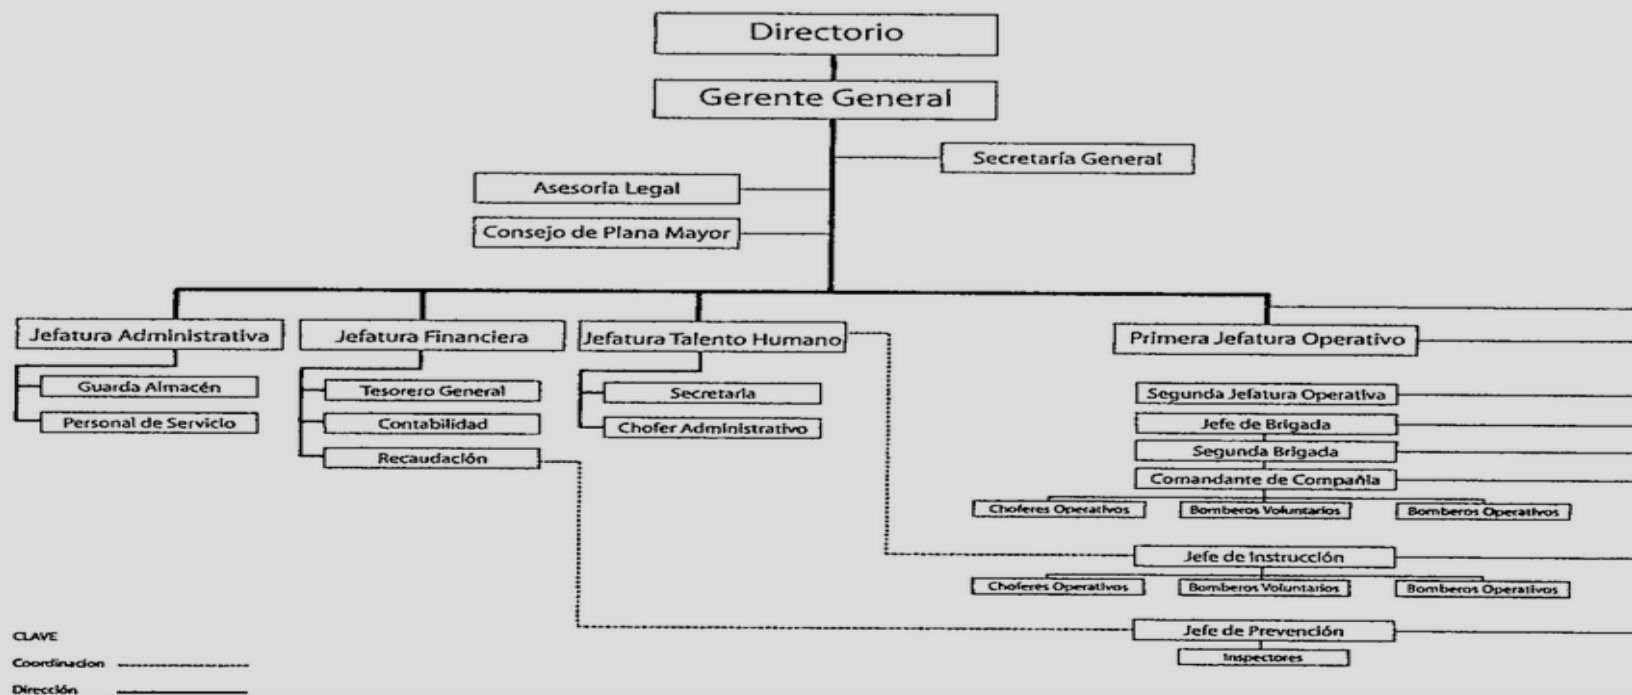 Directorio
Gerente General
Secretaría General
Asesoria Legal
Consejo de Plana Mayor
Jefatura Administrativa
Guarda Almacén
Personal de Servicio
Jefatura Financiera
Tesorero General
Contabilidad
Recaudación
Jefatura Talento Humano
Secretaria
Chofer Administrativo
Primera Jefatura Operativo
Segunda Jefatura Operativa
Jefe de Brigada
Segunda Brigada
Comandante de Compañia
Choferes Operativos
Bomberos Voluntarios
Bomberos Operativos
Jefe de Instrucción
Choferes Operativos
Bomberos Voluntarios
Bomberos Operativos
Jefe de Prevención
Inspectores
CLAVE
Coordinacion
Dirección